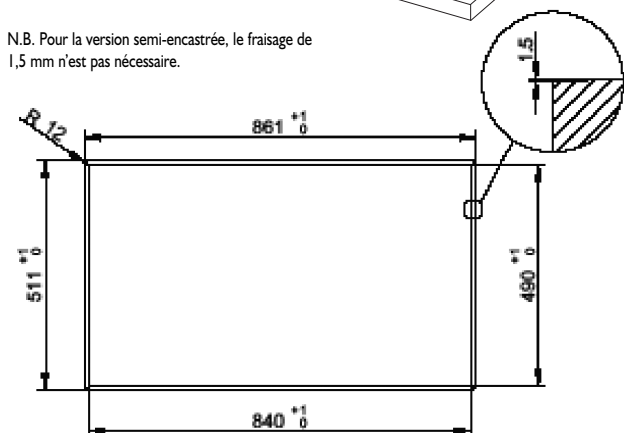 N.B. Pour la version semi-encastrée, le fraisage de
1,5 mm n'est pas nécessaire.
1.5
R 12
861 +1 0
511 +1 0
490 +1 0
840 +1 0